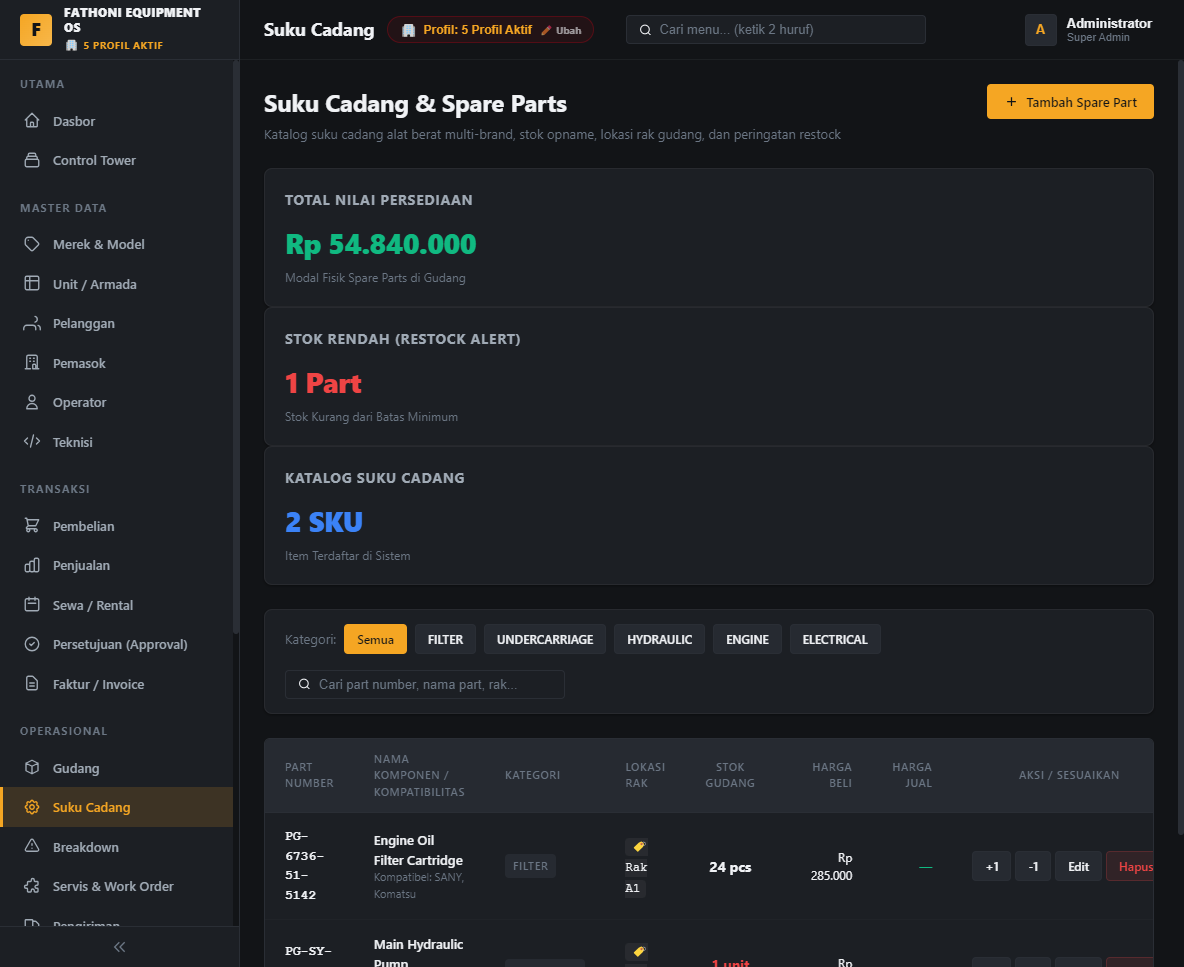 F
FATHONI EQUIPMENT
OS
5 PROFIL AKTIF
Suku Cadang
Profil: 5 Profil Aktif
Ubah
Cari menu... (ketik 2 huruf)
A
Administrator
Super Admin
UTAMA
Dasbor
Control Tower
MASTER DATA
Merek & Model
Unit / Armada
Pelanggan
Pemasok
Operator
Teknisi
TRANSAKSI
Pembelian
Penjualan
Sewa / Rental
Persetujuan (Approval)
Faktur / Invoice
OPERASIONAL
Gudang
Suku Cadang
Breakdown
Servis & Work Order
Pengiriman
«
Suku Cadang & Spare Parts
Katalog suku cadang alat berat multi-brand, stok opname, lokasi rak gudang, dan peringatan restock
+ Tambah Spare Part
TOTAL NILAI PERSEDIAAN
Rp 54.840.000
Modal Fisik Spare Parts di Gudang
STOK RENDAH (RESTOCK ALERT)
1 Part
Stok Kurang dari Batas Minimum
KATALOG SUKU CADANG
2 SKU
Item Terdaftar di Sistem
Kategori: Semua FILTER UNDERCARRIAGE HYDRAULIC ENGINE ELECTRICAL
Cari part number, nama part, rak...
PART
NUMBER
NAMA
KOMPONEN /
KOMPATIBILITAS
KATEGORI
LOKASI
RAK
STOK
GUDANG
HARGA
BELI
HARGA
JUAL
AKSI / SESUAIKAN
PG-
6736-
51-
5142
Engine Oil
Filter Cartridge
Kompatibel: SANY,
Komatsu
FILTER
Rak
A1
24 pcs
Rp
285.000
—
+1
-1
Edit
Hapus
PG-SY-
Main Hydraulic
Pump
1 unit
Rp